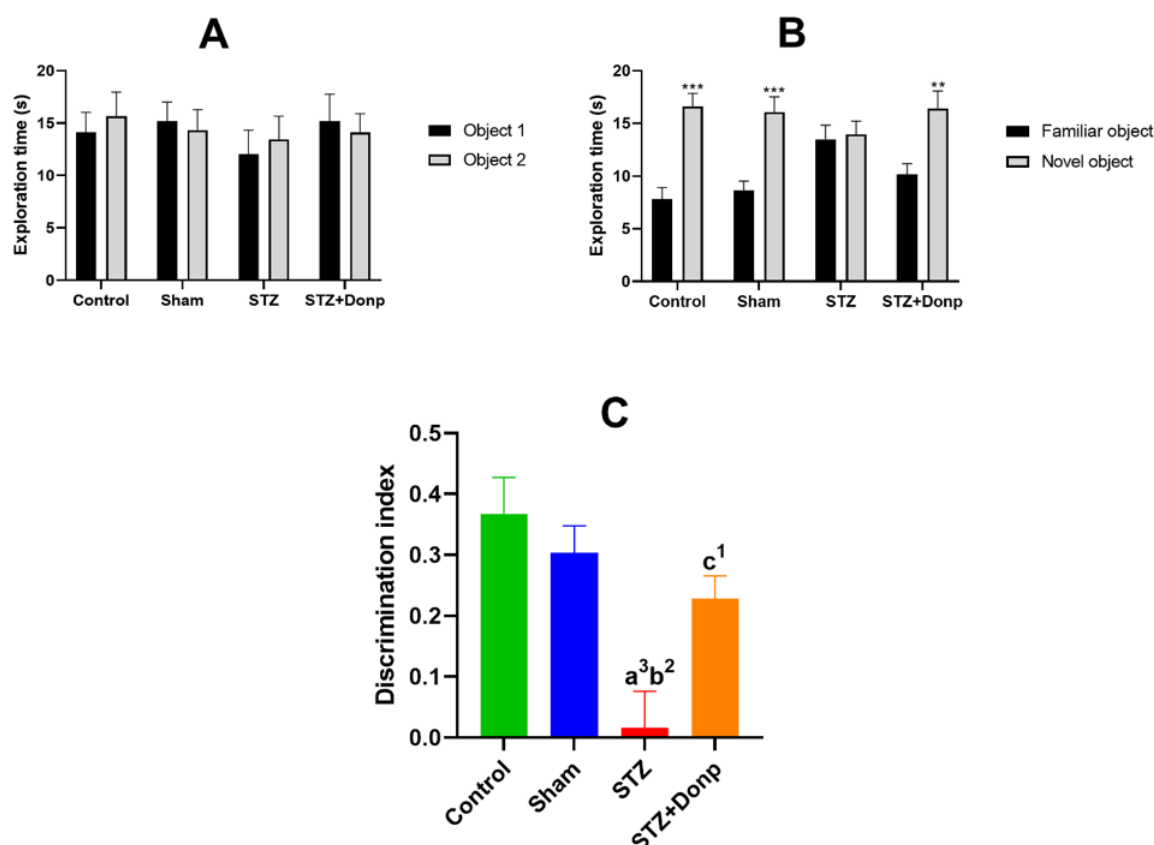 A
Exploration time (s)
20
15
10
5
0
Control Sham STZ STZ+Donp
Object 1
Object 2
B
Exploration time (s)
20
15
10
5
0
*** *** **
Control Sham STZ STZ+Donp
Familiar object
Novel object
C
Discrimination index
0.5
0.4
0.3
0.2
0.1
0.0
a³b²
c¹
Control Sham STZ STZ+Donp